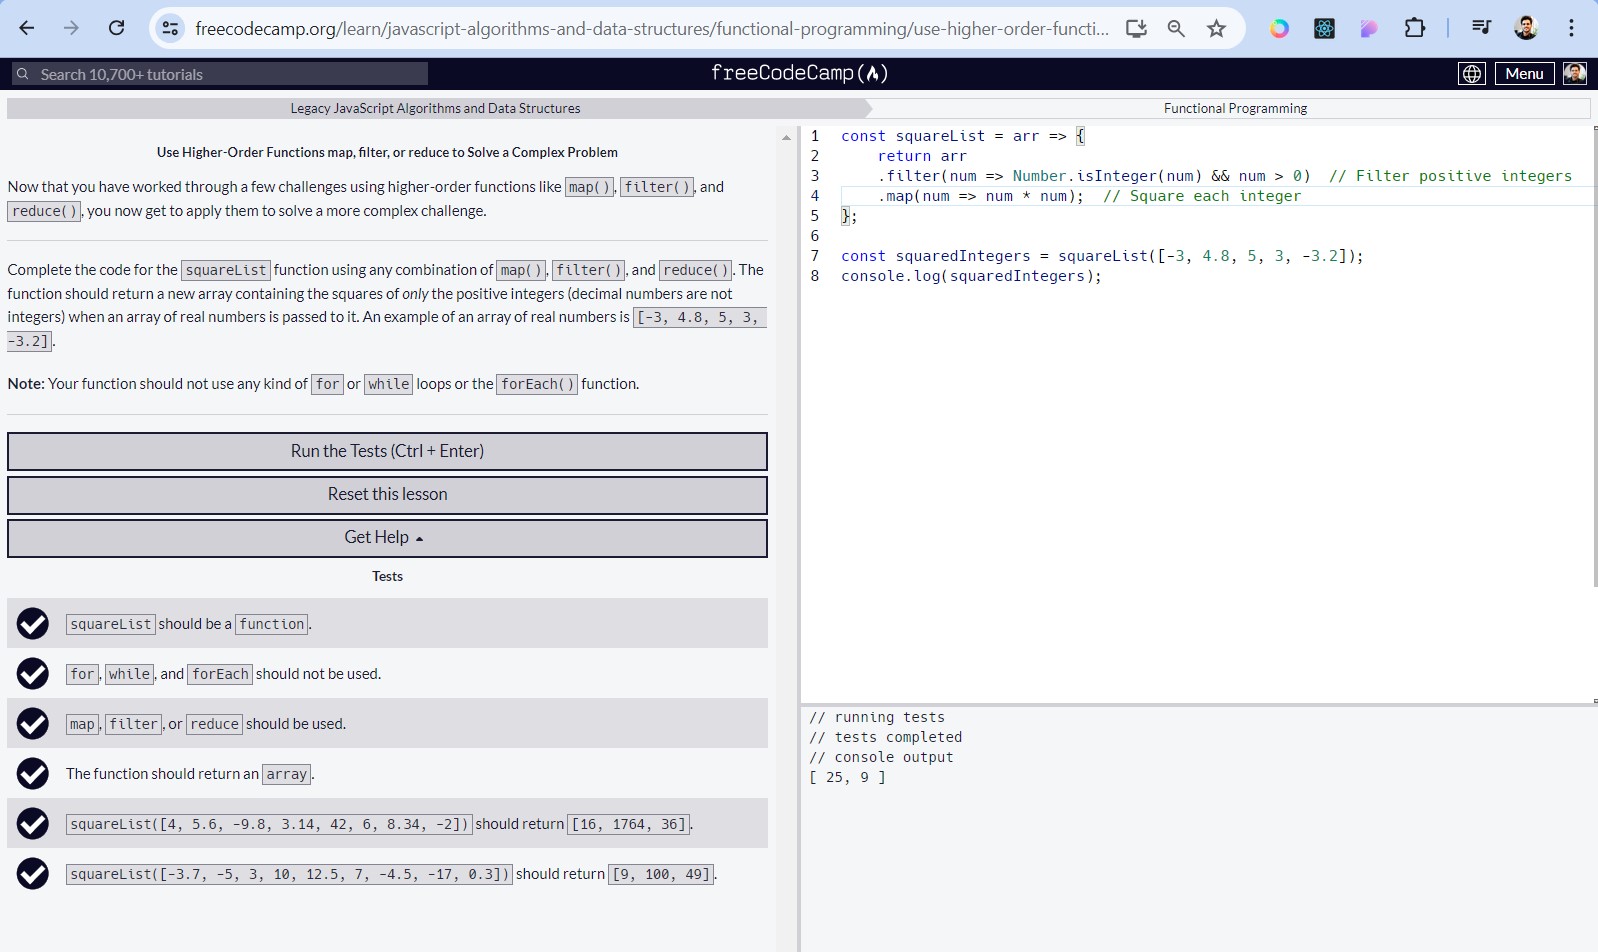 freecodecamp.org/learn/javascript-algorithms-and-data-structures/functional-programming/use-higher-order-functi...
Search 10,700+ tutorials
freeCodeCamp
Menu
Legacy JavaScript Algorithms and Data Structures
Functional Programming
Use Higher-Order Functions map, filter, or reduce to Solve a Complex Problem
Now that you have worked through a few challenges using higher-order functions like map(), filter(), and
reduce(), you now get to apply them to solve a more complex challenge.
Complete the code for the squareList function using any combination of map(), filter(), and reduce(). The
function should return a new array containing the squares of only the positive integers (decimal numbers are not
integers) when an array of real numbers is passed to it. An example of an array of real numbers is [-3, 4.8, 5, 3,
-3.2].
Note: Your function should not use any kind of for or while loops or the forEach() function.
Run the Tests (Ctrl + Enter)
Reset this lesson
Get Help
Tests
squareList should be a function.
for, while, and forEach should not be used.
map, filter, or reduce should be used.
The function should return an array.
squareList([4, 5.6, -9.8, 3.14, 42, 6, 8.34, -2]) should return [16, 1764, 36].
squareList([-3.7, -5, 3, 10, 12.5, 7, -4.5, -17, 0.3]) should return [9, 100, 49].
1 const squareList = arr => {
2 return arr
3 .filter(num => Number.isInteger(num) && num > 0)  // Filter positive integers
4 .map(num => num * num);  // Square each integer
5 };
6
7 const squaredIntegers = squareList([-3, 4.8, 5, 3, -3.2]);
8 console.log(squaredIntegers);
// running tests
// tests completed
// console output
[ 25, 9 ]